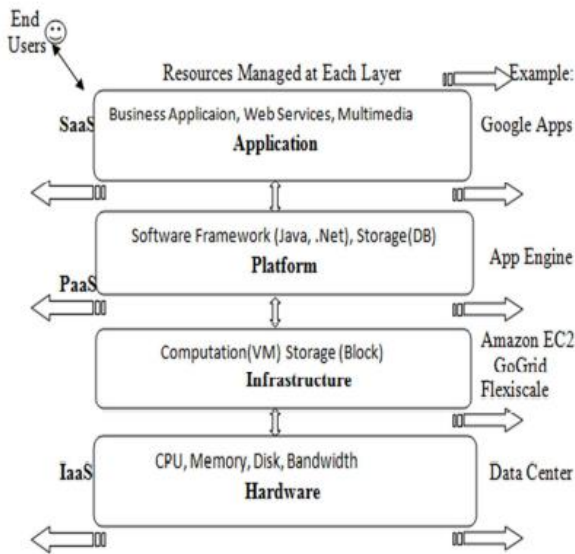 End
Users
Resources Managed at Each Layer
Example:
SaaS
Business Applicaion, Web Services, Multimedia
Application
Google Apps
Software Framework (Java, .Net), Storage(DB)
Platform
App Engine
PaaS
Computation(VM) Storage (Block)
Infrastructure
Amazon EC2
GoGrid
Flexiscale
IaaS
CPU, Memory, Disk, Bandwidth
Hardware
Data Center